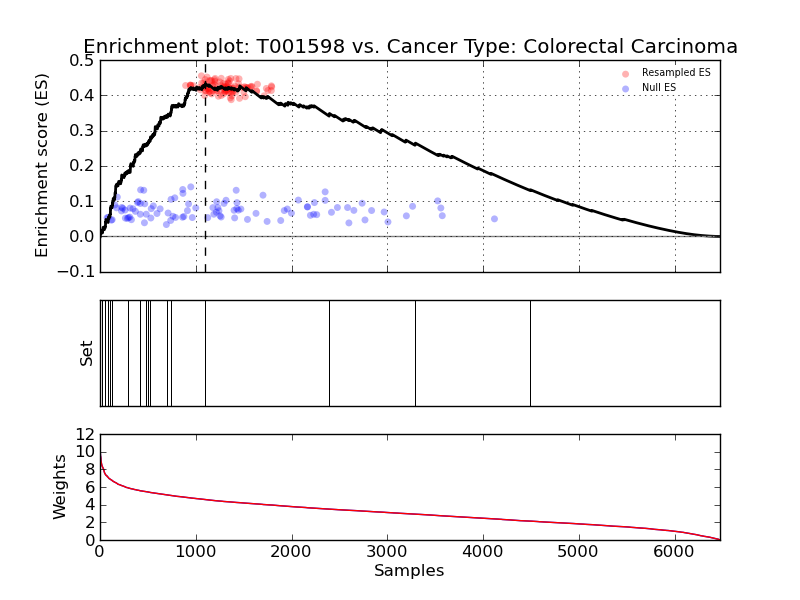 Enrichment plot: T001598 vs. Cancer Type: Colorectal Carcinoma
0.5
0.4
0.3
0.2
0.1
0.0
−0.1
Enrichment score (ES)
Resampled ES
Null ES
Set
12
10
8
6
4
2
0
Weights
0 1000 2000 3000 4000 5000 6000
Samples